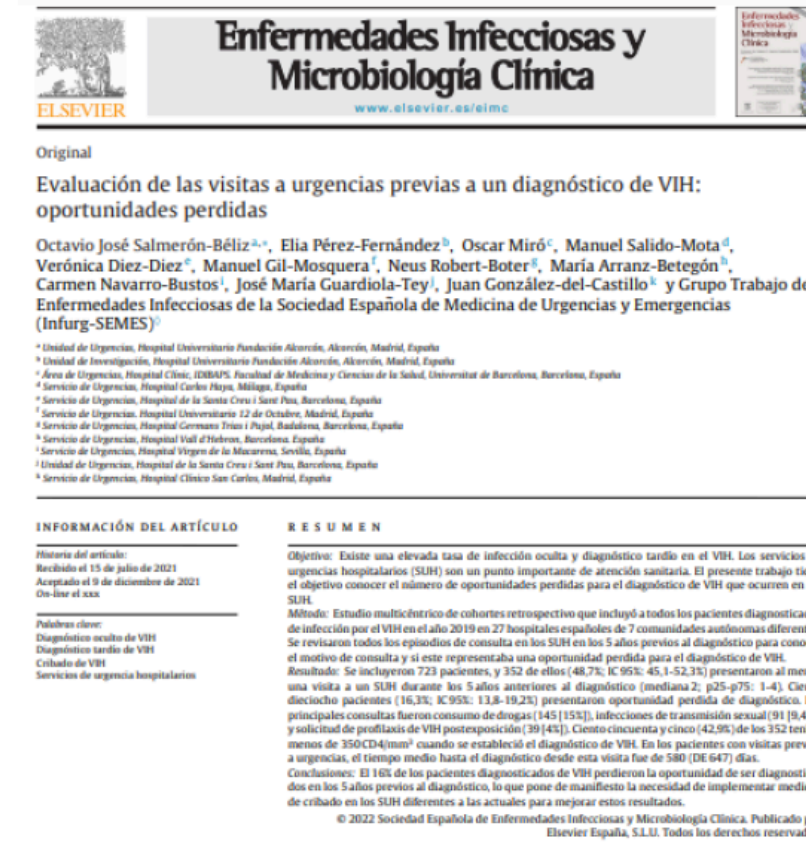 Enfermedades Infecciosas y
Microbiología Clínica
www.elsevier.es/eimc
ELSEVIER
Enfermedades
Infecciosas y
Microbiología
Clínica
Original
Evaluación de las visitas a urgencias previas a un diagnóstico de VIH:
oportunidades perdidas
Octavio José Salmerón-Béliz a,*, Elia Pérez-Fernández b, Oscar Miró c, Manuel Salido-Mota d,
Verónica Diez-Diez e, Manuel Gil-Mosquera f, Neus Robert-Boter g, María Arranz-Betegón h,
Carmen Navarro-Bustos i, José María Guardiola-Tey j, Juan González-del-Castillo k y Grupo Trabajo de
Enfermedades Infecciosas de la Sociedad Española de Medicina de Urgencias y Emergencias
(Infurg-SEMES)◊
a Unidad de Urgencias, Hospital Universitario Fundación Alcorcón, Alcorcón, Madrid, España
b Unidad de Investigación, Hospital Universitario Fundación Alcorcón, Alcorcón, Madrid, España
c Área de Urgencias, Hospital Clínic, IDIBAPS. Facultad de Medicina y Ciencias de la Salud, Universitat de Barcelona, Barcelona, España
d Servicio de Urgencias, Hospital Carlos Haya, Málaga, España
e Servicio de Urgencias, Hospital de la Santa Creu i Sant Pau, Barcelona, España
f Servicio de Urgencias. Hospital Universitario 12 de Octubre, Madrid, España
g Servicio de Urgencias, Hospital Germans Trias i Pujol, Badalona, Barcelona, España
h Servicio de Urgencias, Hospital Vall d'Hebron, Barcelona. España
i Servicio de Urgencias, Hospital Virgen de la Macarena, Sevilla, España
j Unidad de Urgencias, Hospital de la Santa Creu i Sant Pau, Barcelona, España
k Servicio de Urgencias, Hospital Clínico San Carlos, Madrid, España
INFORMACIÓN DEL ARTÍCULO
Historia del artículo:
Recibido el 15 de julio de 2021
Aceptado el 9 de diciembre de 2021
On-line el xxx
Palabras clave:
Diagnóstico oculto de VIH
Diagnóstico tardío de VIH
Cribado de VIH
Servicios de urgencia hospitalarios
RESUMEN
Objetivo: Existe una elevada tasa de infección oculta y diagnóstico tardío en el VIH. Los servicios
urgencias hospitalarios (SUH) son un punto importante de atención sanitaria. El presente trabajo tie
el objetivo conocer el número de oportunidades perdidas para el diagnóstico de VIH que ocurren en
SUH.
Método: Estudio multicéntrico de cohortes retrospectivo que incluyó a todos los pacientes diagnostica
de infección por el VIH en el año 2019 en 27 hospitales españoles de 7 comunidades autónomas diferent
Se revisaron todos los episodios de consulta en los SUH en los 5 años previos al diagnóstico para cono
el motivo de consulta y si este representaba una oportunidad perdida para el diagnóstico de VIH.
Resultado: Se incluyeron 723 pacientes, y 352 de ellos (48,7%; IC 95%: 45,1-52,3%) presentaron al men
una visita a un SUH durante los 5 años anteriores al diagnóstico (mediana 2; p25-p75: 1-4). Cien
dieciocho pacientes (16,3%; IC 95%: 13,8-19,2%) presentaron oportunidad perdida de diagnóstico.
principales consultas fueron consumo de drogas (145 [15%]), infecciones de transmisión sexual (91 [9,4
y solicitud de profilaxis de VIH postexposición (39 [4%]). Ciento cincuenta y cinco (42,9%) de los 352 ten
menos de 350 CD4/mm³ cuando se estableció el diagnóstico de VIH. En los pacientes con visitas prev
a urgencias, el tiempo medio hasta el diagnóstico desde esta visita fue de 580 (DE 647) días.
Conclusiones: El 16% de los pacientes diagnosticados de VIH perdieron la oportunidad de ser diagnosti
dos en los 5 años previos al diagnóstico, lo que pone de manifiesto la necesidad de implementar medi
de cribado en los SUH diferentes a las actuales para mejorar estos resultados.
© 2022 Sociedad Española de Enfermedades Infecciosas y Microbiología Clínica. Publicado p
Elsevier España, S.L.U. Todos los derechos reservad